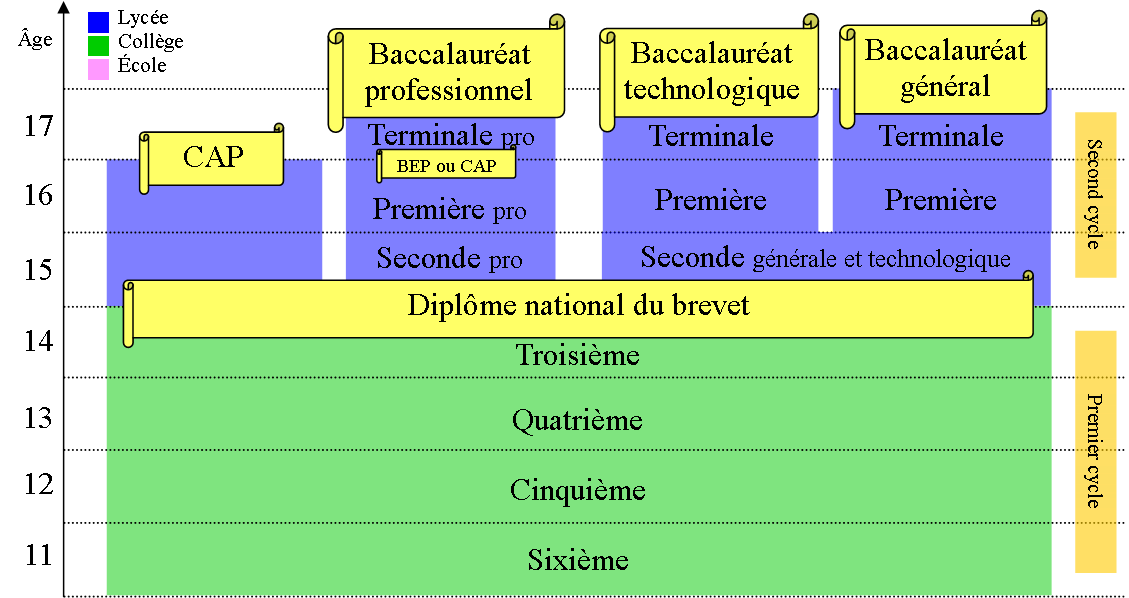 Âge
Lycée
Collège
École
Baccalauréat
professionnel
Baccalauréat
technologique
Baccalauréat
général
17
Terminale pro
Terminale
Terminale
CAP
BEP ou CAP
16
Première pro
Première
Première
15
Seconde pro
Seconde générale et technologique
Second cycle
Diplôme national du brevet
14
Troisième
13
Quatrième
12
Cinquième
11
Sixième
Premier cycle